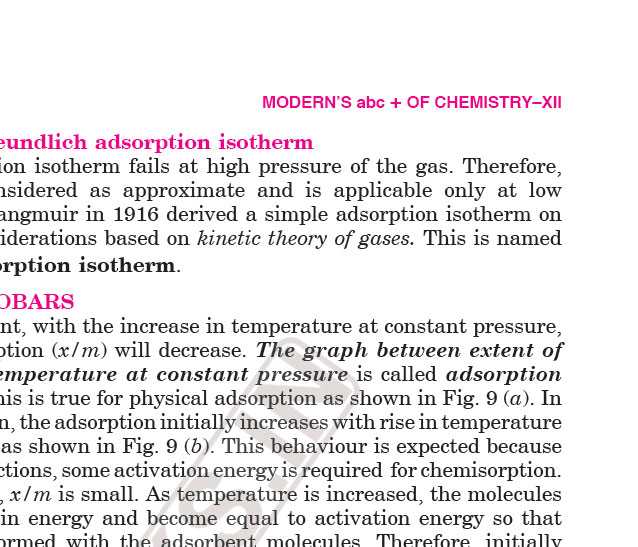 MODERN'S abc + OF CHEMISTRY–XII
eundlich adsorption isotherm
ion isotherm fails at high pressure of the gas. Therefore,
nsidered as approximate and is applicable only at low
angmuir in 1916 derived a simple adsorption isotherm on
iderations based on kinetic theory of gases. This is named
orption isotherm.
OBARS
nt, with the increase in temperature at constant pressure,
ption (x/m) will decrease. The graph between extent of
emperature at constant pressure is called adsorption
his is true for physical adsorption as shown in Fig. 9 (a). In
n, the adsorption initially increases with rise in temperature
as shown in Fig. 9 (b). This behaviour is expected because
ctions, some activation energy is required for chemisorption.
, x/m is small. As temperature is increased, the molecules
in energy and become equal to activation energy so that
ormed with the adsorbent molecules. Therefore, initially
S.IN